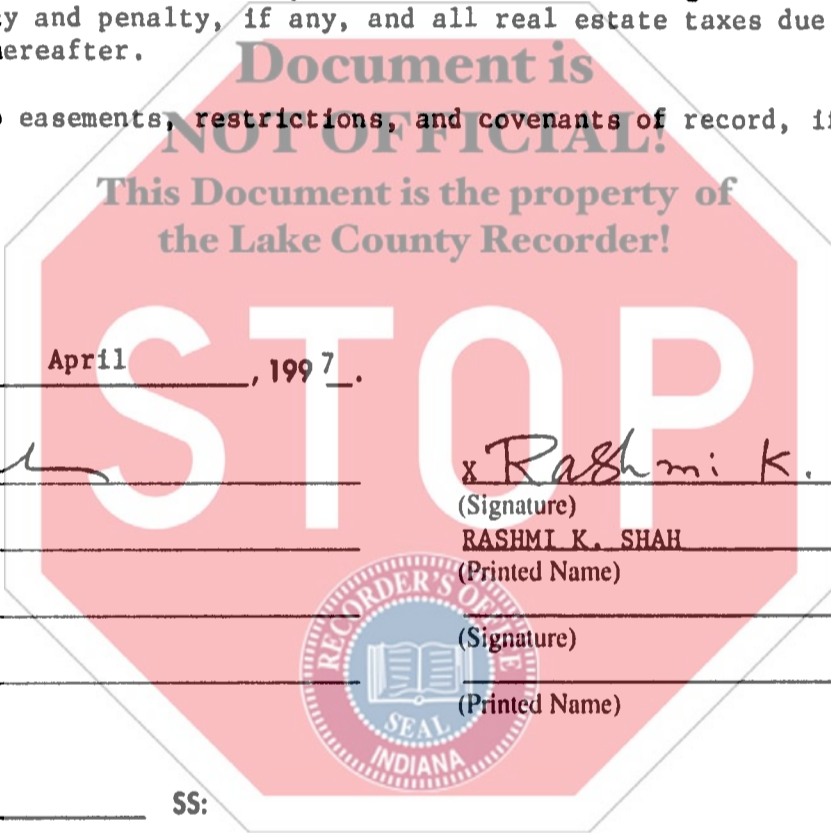 y and penalty, if any, and all real estate taxes due
ereafter.
Document is
easements, restrictions, and covenants of record, if
NOT OFFICIAL!
This Document is the property of
the Lake County Recorder!
STOP
April , 1997.
x Rashmi K.
(Signature)
RASHMI K. SHAH
(Printed Name)
(Signature)
(Printed Name)
RECORDER'S OFFICE
SEAL
INDIANA
SS: